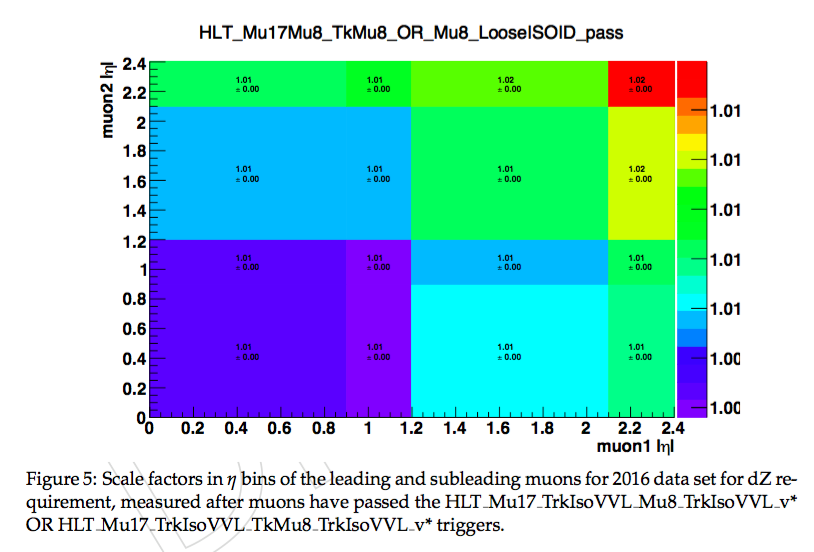 HLT_Mu17Mu8_TkMu8_OR_Mu8_LooseISOID_pass
muon2 |η|
2.4
2.2
2
1.8
1.6
1.4
1.2
1
0.8
0.6
0.4
0.2
0
1.01 1.01 1.02 1.02
± 0.00 ± 0.00 ± 0.00 ± 0.00
1.01 1.01 1.01 1.02
± 0.00 ± 0.00 ± 0.00 ± 0.00
1.01 1.01 1.01 1.01
± 0.00 ± 0.00 ± 0.00 ± 0.00
1.01 1.01 1.01 1.01
± 0.00 ± 0.00 ± 0.00 ± 0.00
1.01
1.01
1.01
1.01
1.01
1.00
1.00
0 0.2 0.4 0.6 0.8 1 1.2 1.4 1.6 1.8 2 2.2 2.4
muon1 |η|
Figure 5: Scale factors in η bins of the leading and subleading muons for 2016 data set for dZ re-
quirement, measured after muons have passed the HLT_Mu17_TrkIsoVVL_Mu8_TrkIsoVVL_v*
OR HLT_Mu17_TrkIsoVVL_TkMu8_TrkIsoVVL_v* triggers.